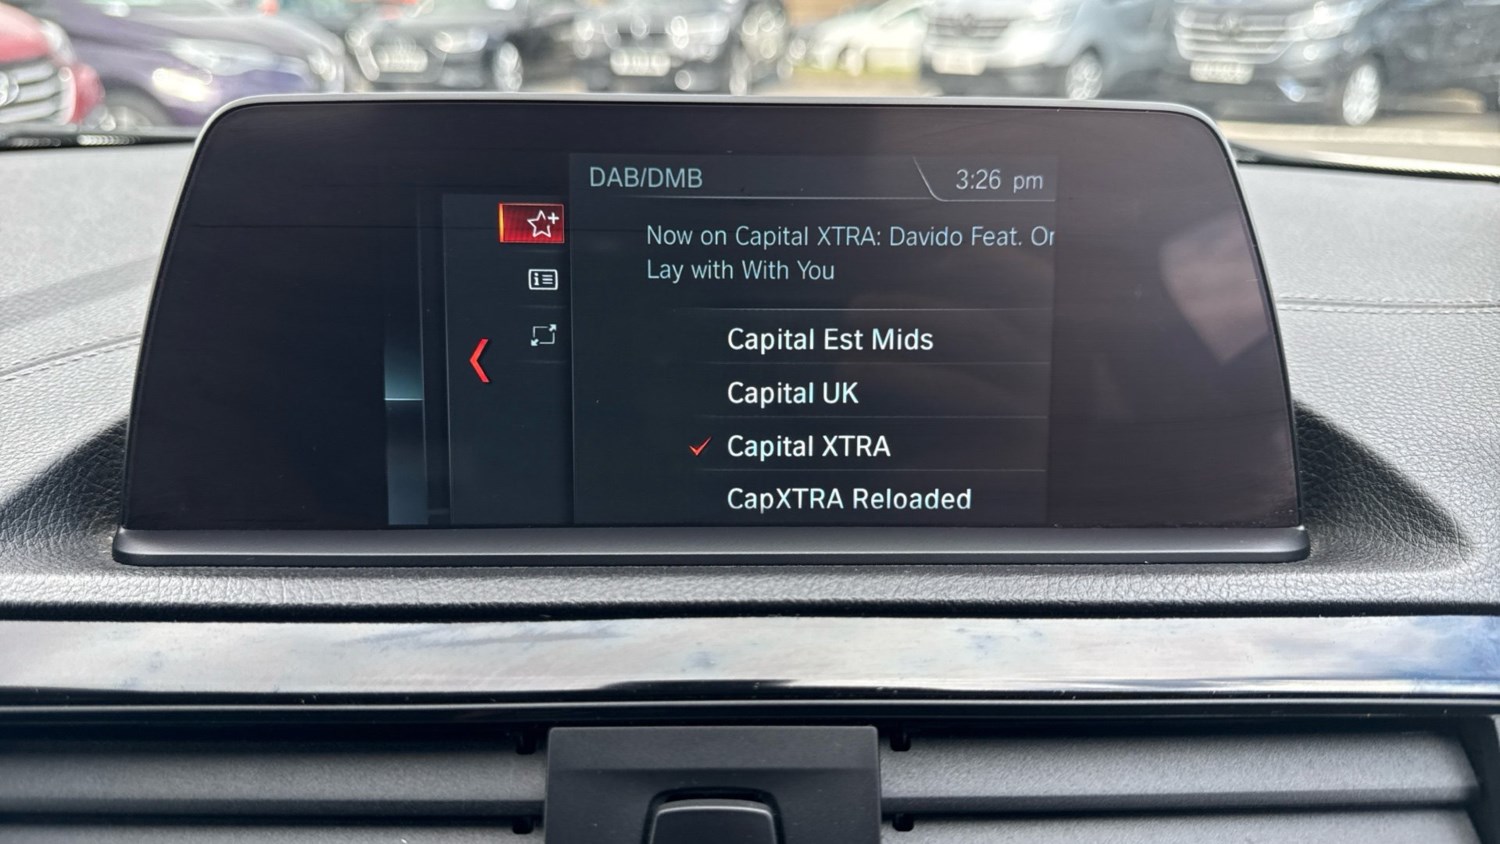 DAB/DMB
3:26 pm
Now on Capital XTRA: Davido Feat. Or
Lay with With You
Capital Est Mids
Capital UK
Capital XTRA
CapXTRA Reloaded